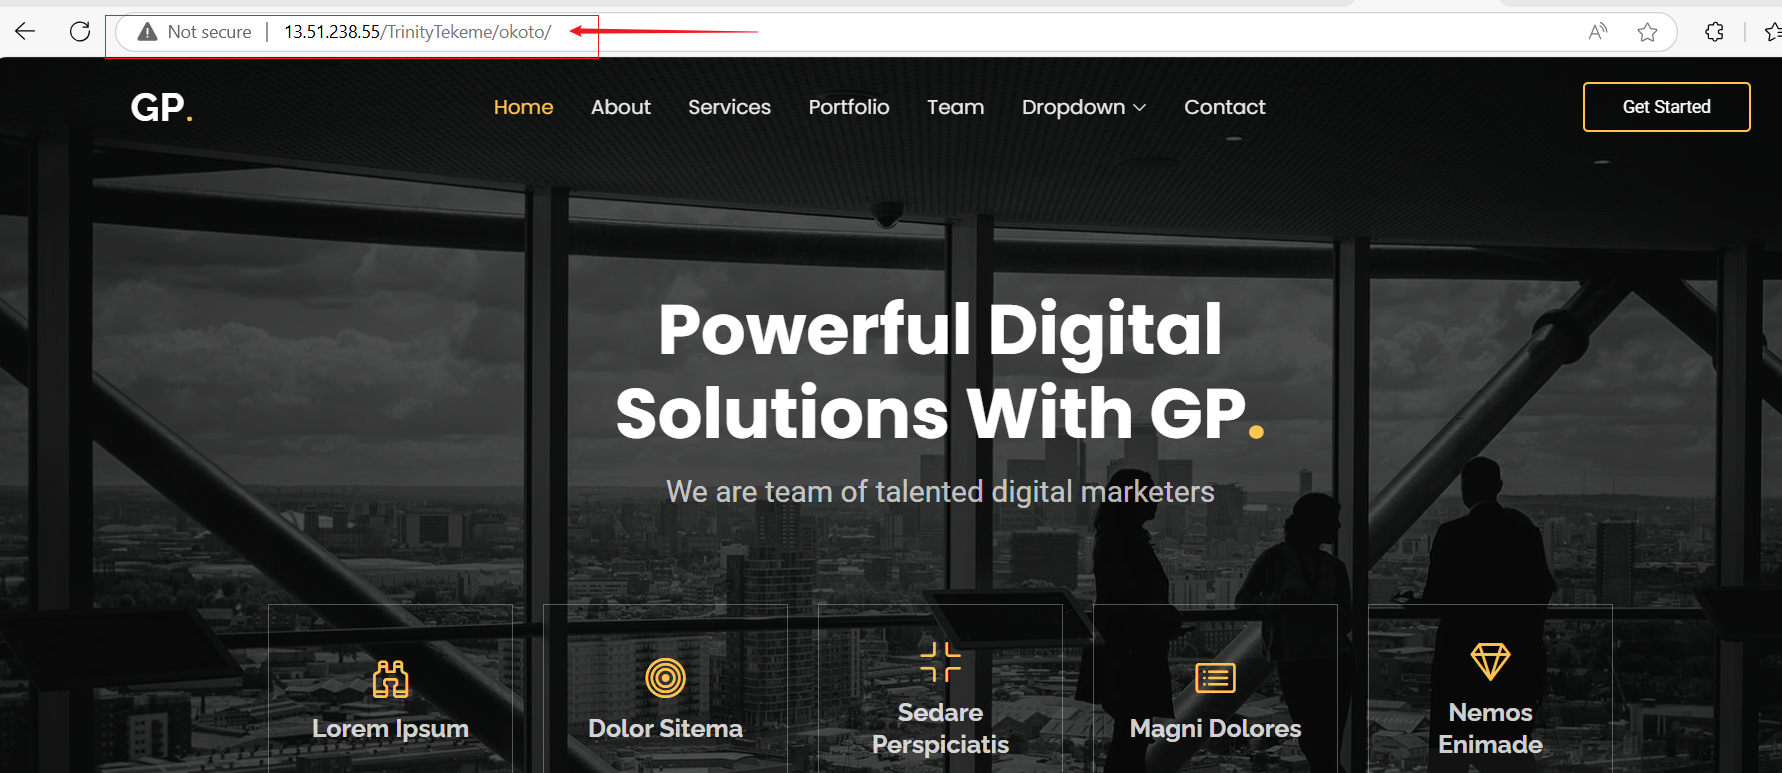 Not secure | 13.51.238.55/TrinityTekeme/okoto/
GP.
Home About Services Portfolio Team Dropdown Contact
Get Started
Powerful Digital
Solutions With GP.
We are team of talented digital marketers
Lorem Ipsum
Dolor Sitema
Sedare
Perspiciatis
Magni Dolores
Nemos
Enimade